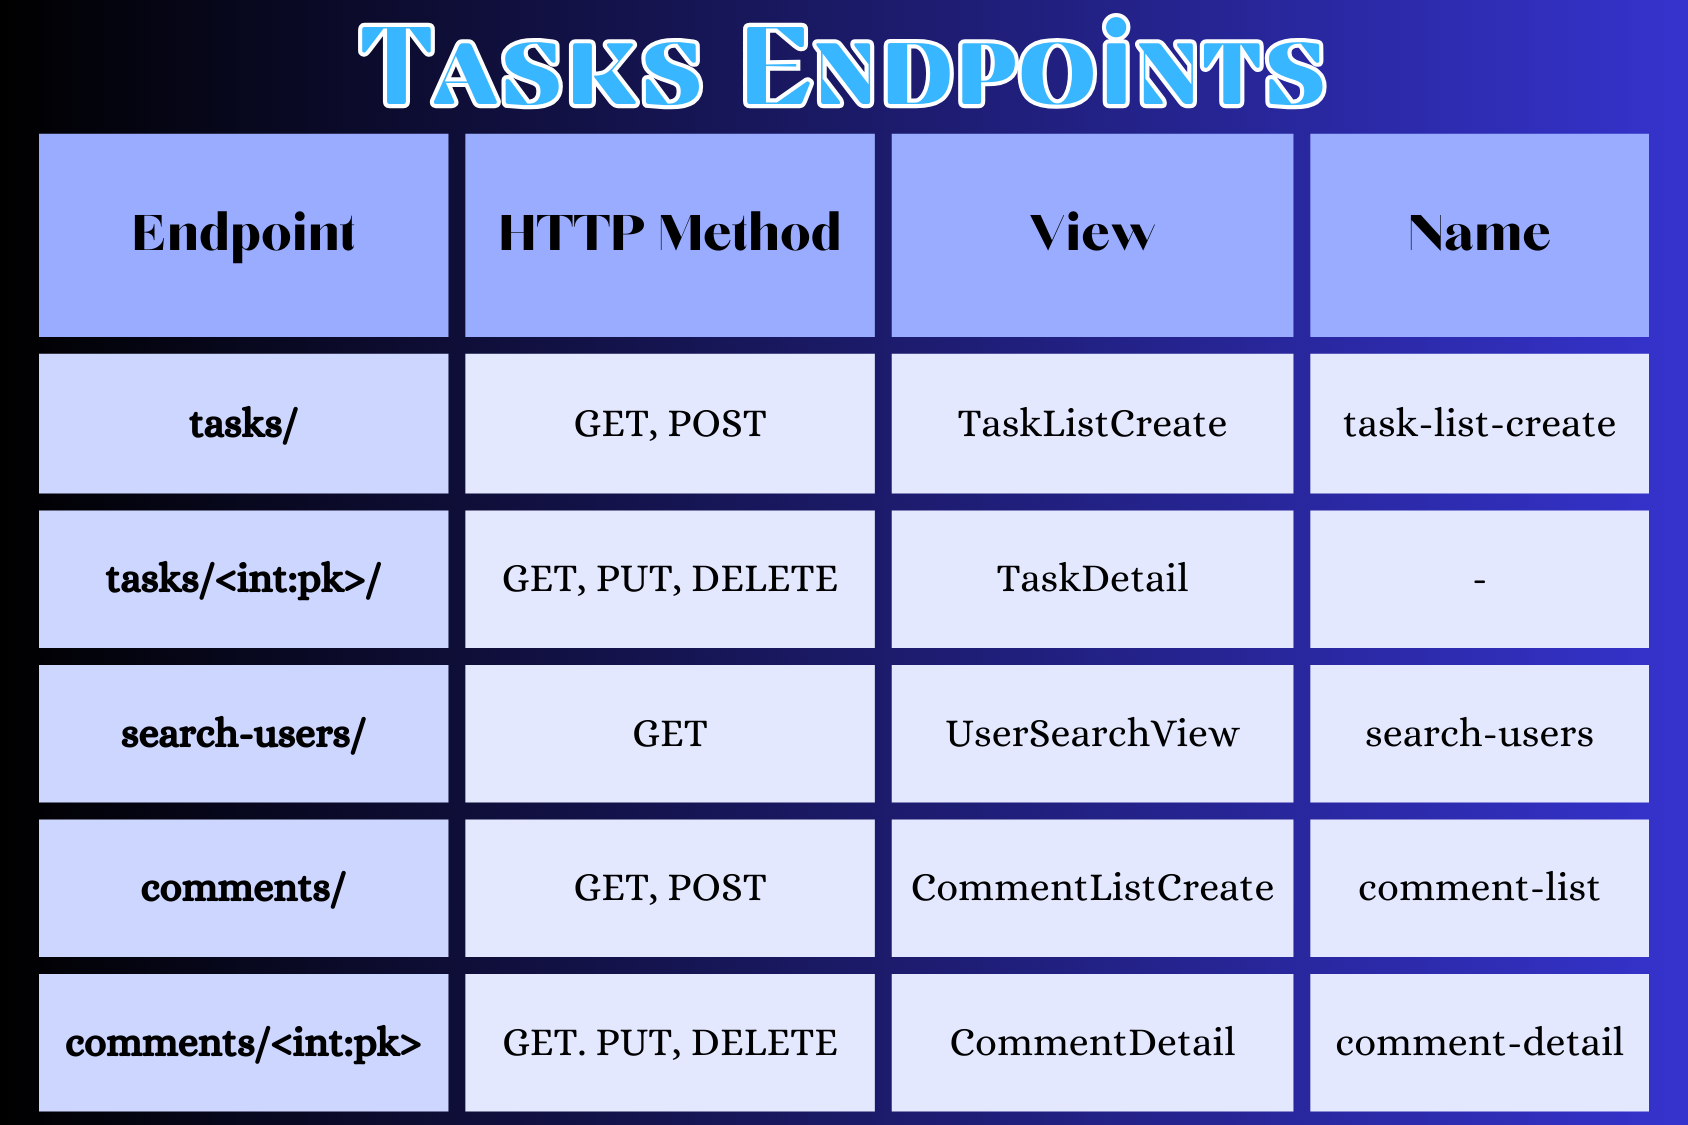 Tasks Endpoints
Endpoint HTTP Method View Name
tasks/ GET, POST TaskListCreate task-list-create
tasks/<int:pk>/ GET, PUT, DELETE TaskDetail -
search-users/ GET UserSearchView search-users
comments/ GET, POST CommentListCreate comment-list
comments/<int:pk> GET. PUT, DELETE CommentDetail comment-detail